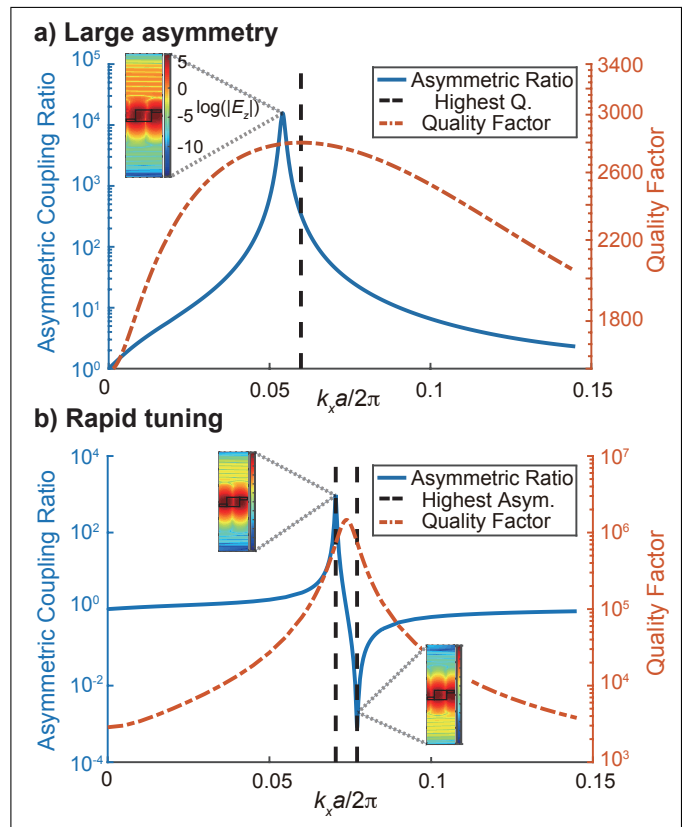 a) Large asymmetry
Asymmetric Coupling Ratio
10^5
10^4
10^3
10^2
10^1
10^0
5
0
-5
-10
log(|E_z|)
Asymmetric Ratio
Highest Q.
Quality Factor
3400
3000
2600
2200
1800
Quality Factor
0
0.05
0.1
0.15
k_x a/2π
b) Rapid tuning
Asymmetric Coupling Ratio
10^4
10^2
10^0
10^-2
10^-4
Asymmetric Ratio
Highest Asym.
Quality Factor
10^7
10^6
10^5
10^4
10^3
Quality Factor
0
0.05
0.1
0.15
k_x a/2π